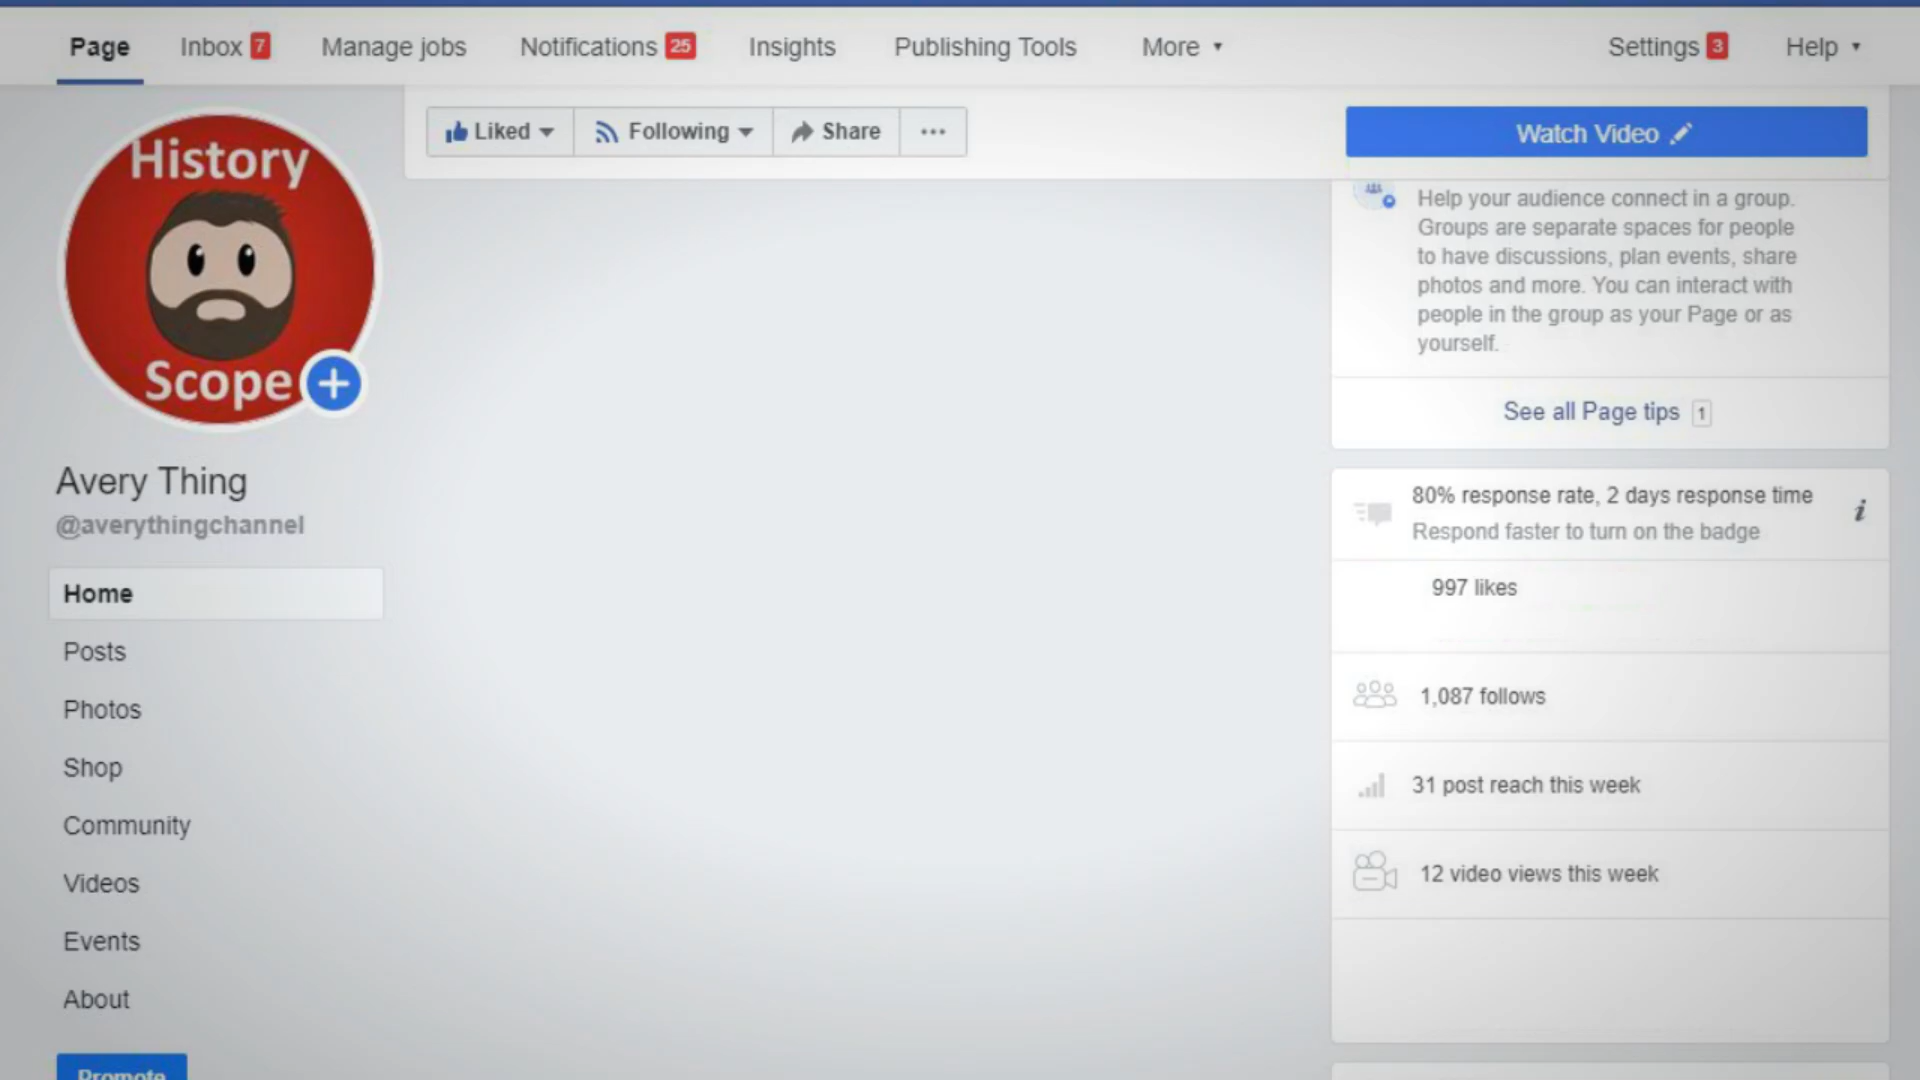 Page
Inbox 7
Manage jobs
Notifications 25
Insights
Publishing Tools
More
Settings 3
Help
History
Scope
Liked
Following
Share
Watch Video
Help your audience connect in a group.
Groups are separate spaces for people
to have discussions, plan events, share
photos and more. You can interact with
people in the group as your Page or as
yourself.
See all Page tips 1
Avery Thing
@averythingchannel
80% response rate, 2 days response time
Respond faster to turn on the badge
997 likes
1,087 follows
31 post reach this week
12 video views this week
Home
Posts
Photos
Shop
Community
Videos
Events
About
Promote